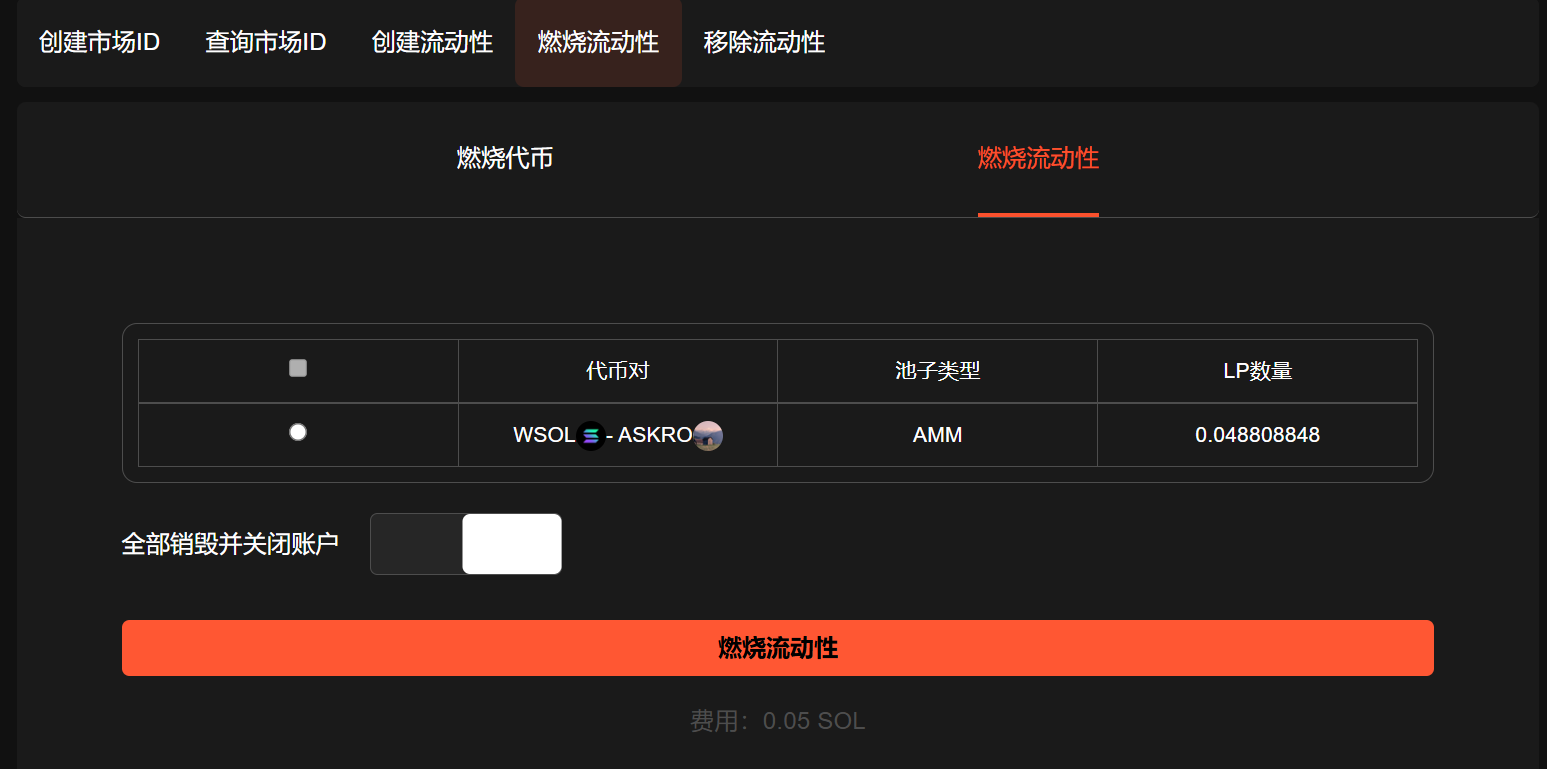 创建市场ID 查询市场ID 创建流动性 燃烧流动性 移除流动性
燃烧代币 燃烧流动性
代币对 池子类型 LP数量
WSOL - ASKRO AMM 0.048808848
全部销毁并关闭账户
燃烧流动性
费用：0.05 SOL